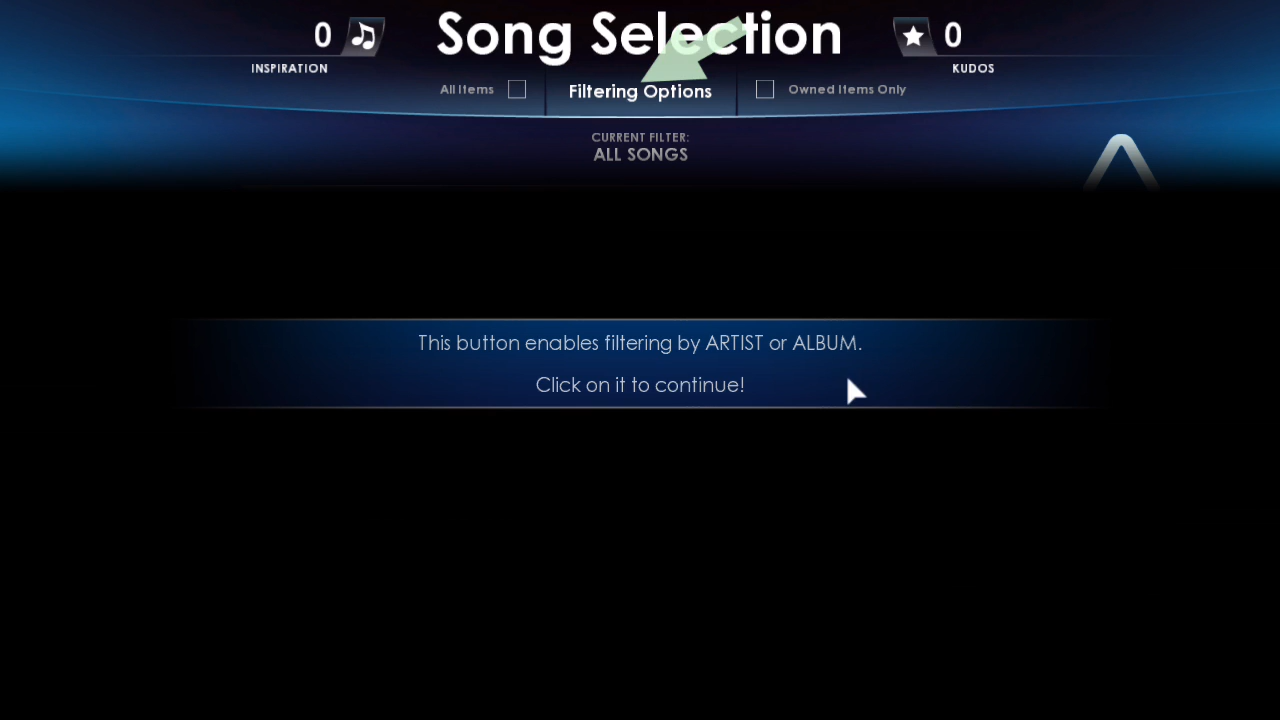 0
Song Selection
0
INSPIRATION
KUDOS
All Items
Filtering Options
Owned Items Only
CURRENT FILTER:
ALL SONGS
This button enables filtering by ARTIST or ALBUM.
Click on it to continue!